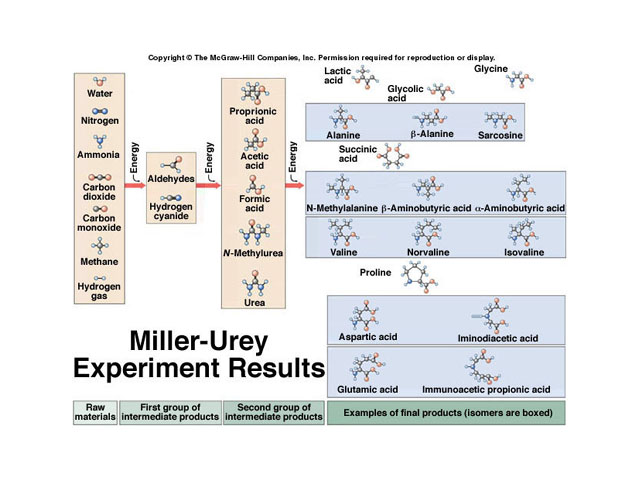 Copyright © The McGraw-Hill Companies, Inc. Permission required for reproduction or display.
Water
Nitrogen
Ammonia
Carbon
dioxide
Carbon
monoxide
Methane
Hydrogen
gas
Energy
Aldehydes
Hydrogen
cyanide
Energy
Proprionic
acid
Acetic
acid
Formic
acid
N-Methylurea
Urea
Energy
Lactic
acid
Glycolic
acid
Glycine
Alanine
β-Alanine
Sarcosine
Succinic
acid
N-Methylalanine
β-Aminobutyric acid
α-Aminobutyric acid
Valine
Norvaline
Isovaline
Proline
Aspartic acid
Iminodiacetic acid
Glutamic acid
Immunoacetic propionic acid
Miller-Urey
Experiment Results
Raw
materials
First group of
intermediate products
Second group of
intermediate products
Examples of final products (isomers are boxed)